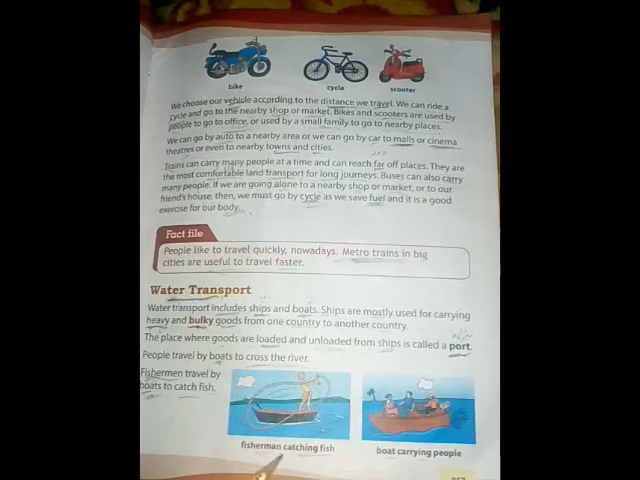 bike cycle scooter
We choose our vehicle according to the distance we travel. We can ride a
cycle and go to the nearby shop or market. Bikes and scooters are used by
people to go to office, or used by a small family to go to nearby places.
We can go by auto to a nearby area or we can go by car to malls or cinema
theatres or even to nearby towns and cities.
Trains can carry many people at a time and can reach far off places. They are
the most comfortable land transport for long journeys. Buses can also carry
many people. If we are going alone to a nearby shop or market, or to our
friend's house, then, we must go by cycle as we save fuel and it is a good
exercise for our body.
Fact file
People like to travel quickly, nowadays. Metro trains in big
cities are useful to travel faster.
Water Transport
Water transport includes ships and boats. Ships are mostly used for carrying
heavy and bulky goods from one country to another country.
The place where goods are loaded and unloaded from ships is called a port.
People travel by boats to cross the river.
Fishermen travel by
boats to catch fish.
fisherman catching fish
boat carrying people